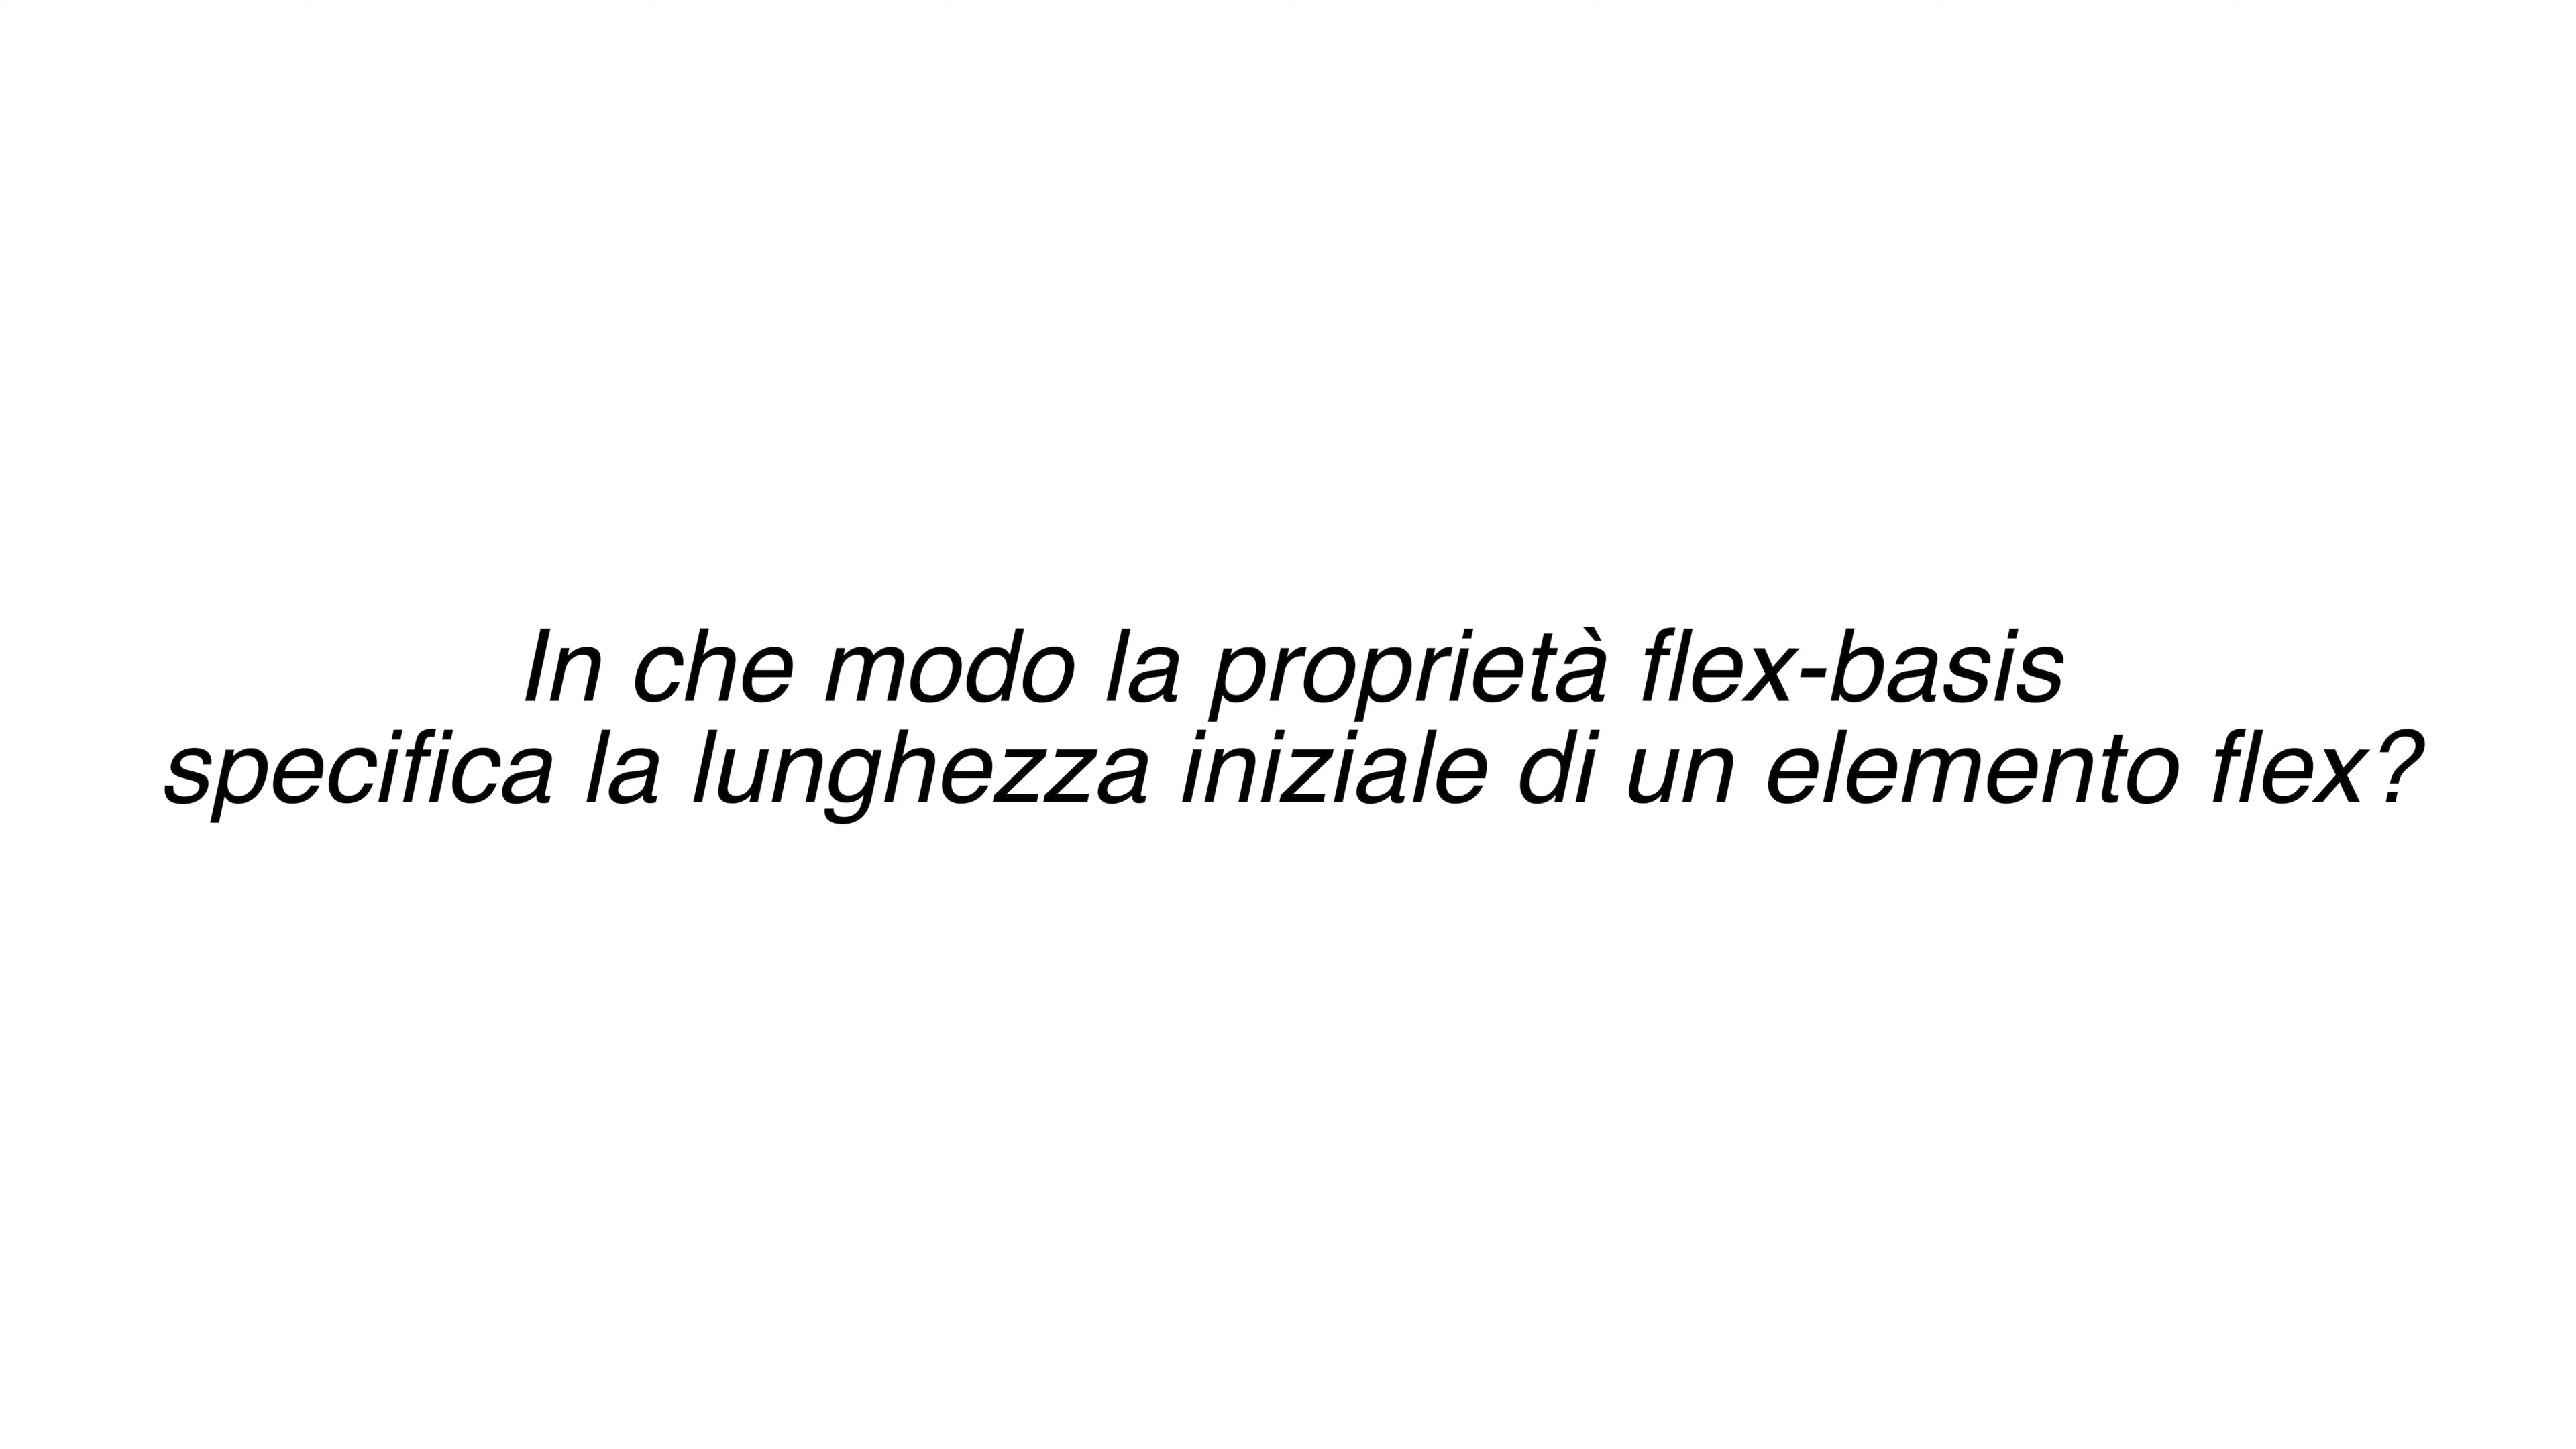 In che modo la proprietà flex-basis
specifica la lunghezza iniziale di un elemento flex?